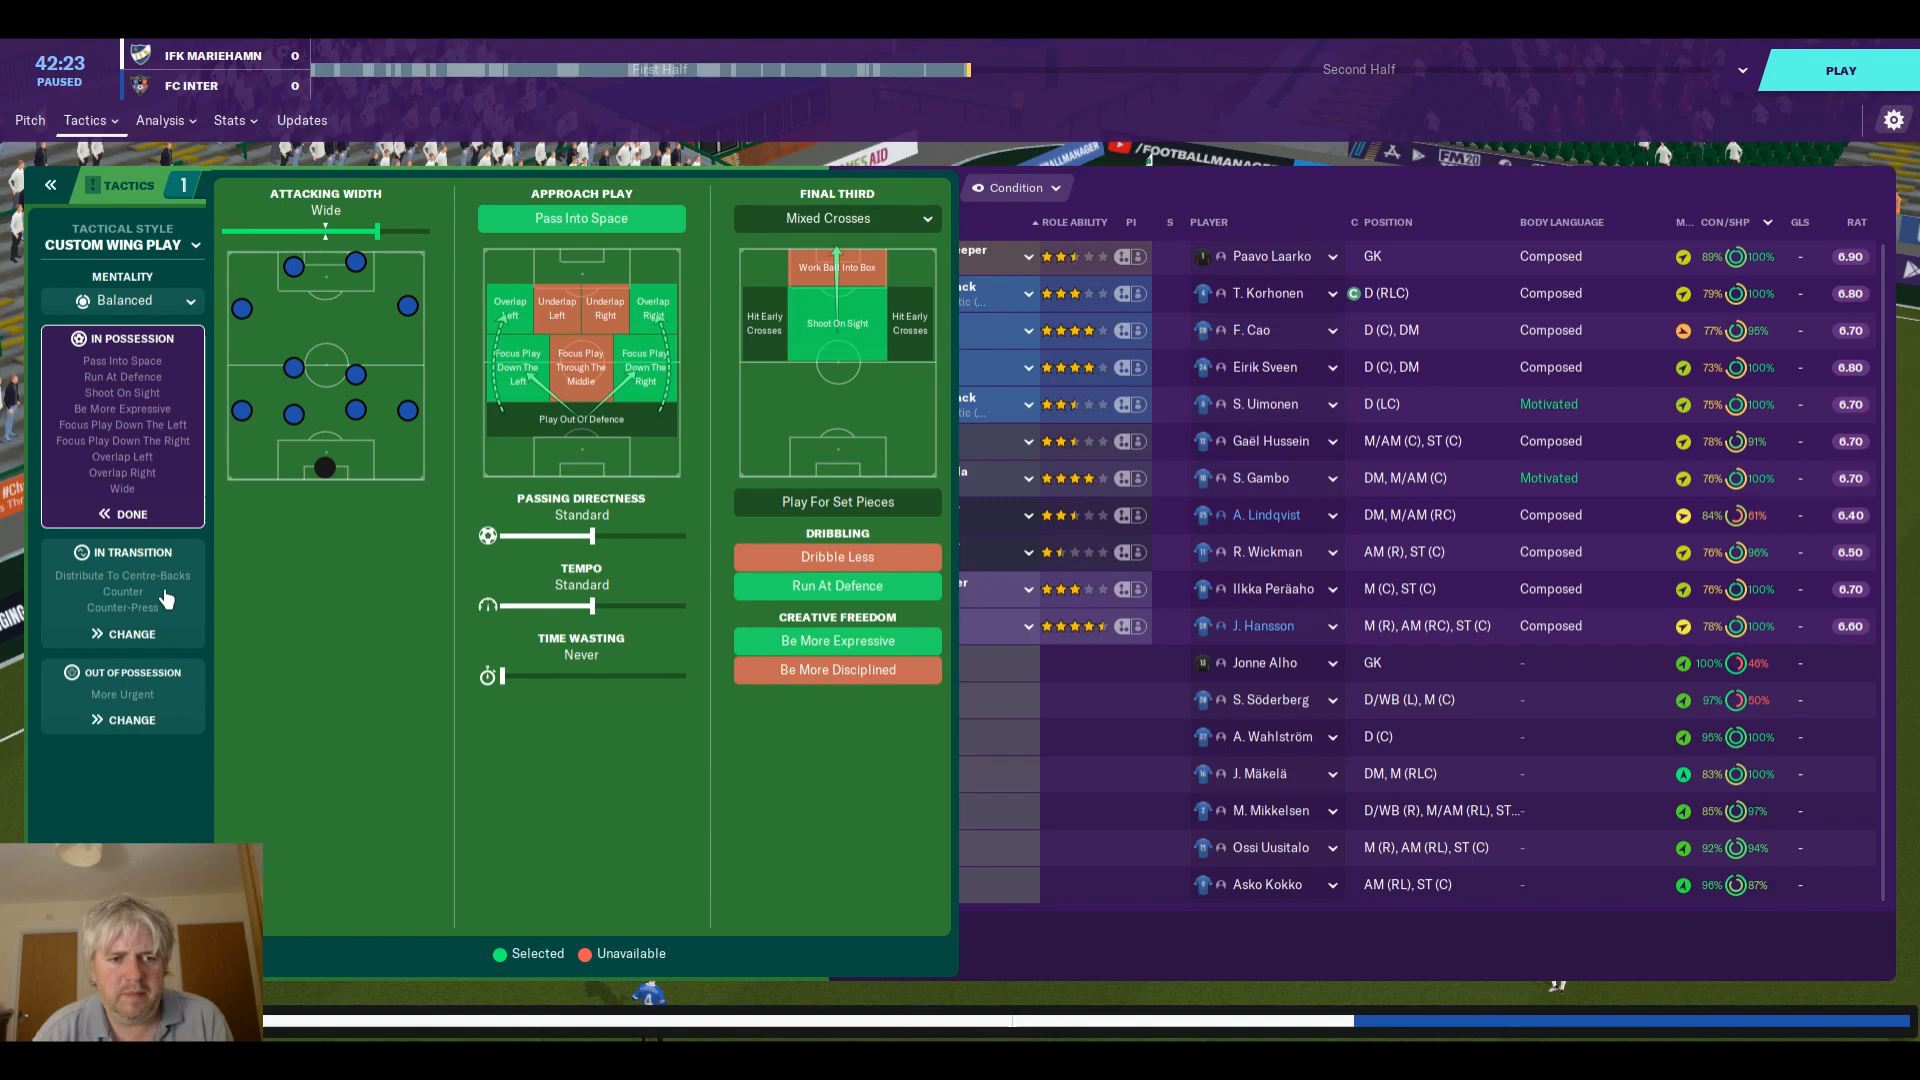 42:23
PAUSED
IFK MARIEHAMN 0
FC INTER 0
First Half
Second Half
PLAY
Pitch Tactics Analysis Stats Updates
/FOOTBALLMANAGER
FM20
TACTICS 1
TACTICAL STYLE
CUSTOM WING PLAY
MENTALITY
Balanced
IN POSSESSION
Pass Into Space
Run At Defence
Shoot On Sight
Be More Expressive
Focus Play Down The Left
Focus Play Down The Right
Overlap Left
Overlap Right
Wide
DONE
IN TRANSITION
Distribute To Centre-Backs
Counter
Counter-Press
CHANGE
OUT OF POSSESSION
More Urgent
CHANGE
ATTACKING WIDTH
Wide
APPROACH PLAY
Pass Into Space
Overlap Left
Underlap Left
Underlap Right
Overlap Right
Focus Play Down The Left
Focus Play Through The Middle
Focus Play Down The Right
Play Out Of Defence
PASSING DIRECTNESS
Standard
TEMPO
Standard
TIME WASTING
Never
FINAL THIRD
Mixed Crosses
Work Ball Into Box
Hit Early Crosses
Shoot On Sight
Hit Early Crosses
Play For Set Pieces
DRIBBLING
Dribble Less
Run At Defence
CREATIVE FREEDOM
Be More Expressive
Be More Disciplined
Selected Unavailable
Condition
ROLE ABILITY PI S PLAYER C POSITION BODY LANGUAGE M... CON/SHP GLS RAT
Paavo Laarko GK Composed 89% 100% - 6.90
T. Korhonen C D (RLC) Composed 79% 100% - 6.80
F. Cao D (C), DM Composed 77% 95% - 6.70
Eirik Sveen D (C), DM Composed 73% 100% - 6.80
S. Uimonen D (LC) Motivated 75% 100% - 6.70
Gaël Hussein M/AM (C), ST (C) Composed 78% 91% - 6.70
S. Gambo DM, M/AM (C) Motivated 76% 100% - 6.70
A. Lindqvist DM, M/AM (RC) Composed 84% 61% - 6.40
R. Wickman AM (R), ST (C) Composed 76% 96% - 6.50
Ilkka Peräaho M (C), ST (C) Composed 76% 100% - 6.70
J. Hansson M (R), AM (RC), ST (C) Composed 78% 100% - 6.60
Jonne Alho GK - 100% 46% -
S. Söderberg D/WB (L), M (C) - 97% 50% -
A. Wahlström D (C) - 95% 100% -
J. Mäkelä DM, M (RLC) - 83% 100% -
M. Mikkelsen D/WB (R), M/AM (RL), ST... - 85% 97% -
Ossi Uusitalo M (R), AM (RL), ST (C) - 92% 94% -
Asko Kokko AM (RL), ST (C) - 96% 87% -